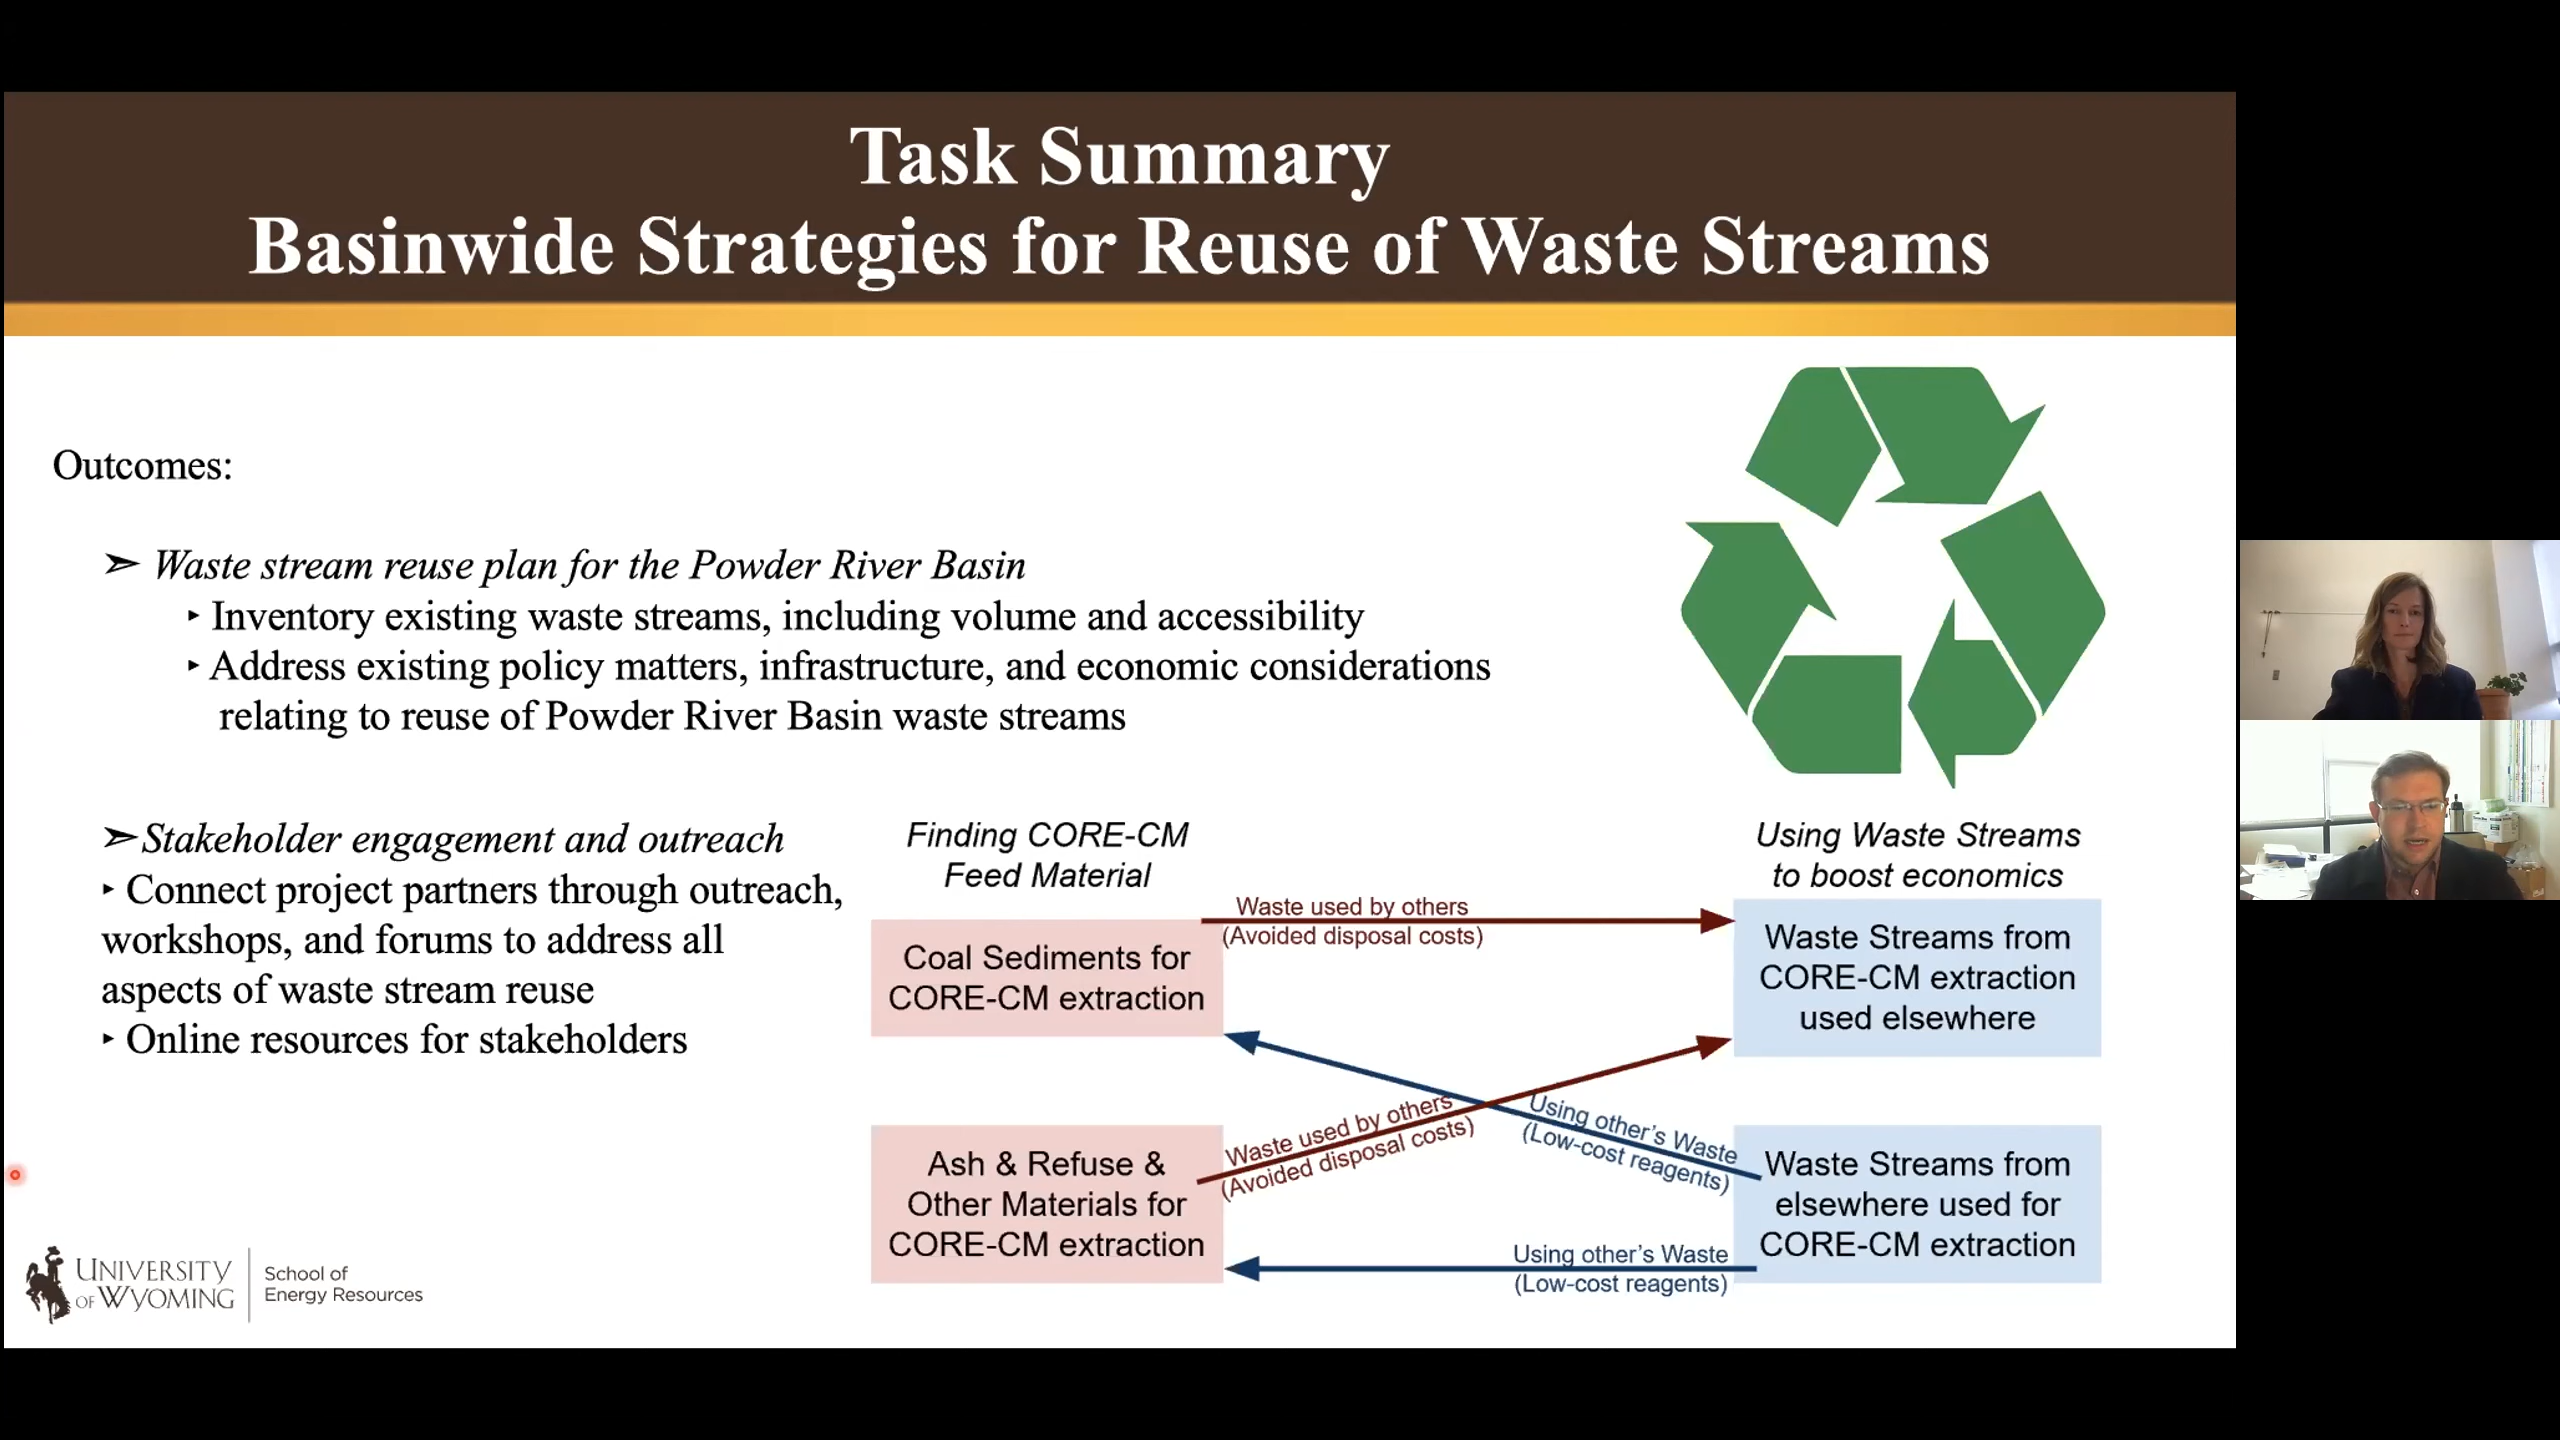 Task Summary
Basinwide Strategies for Reuse of Waste Streams
Outcomes:
➢ Waste stream reuse plan for the Powder River Basin
‣ Inventory existing waste streams, including volume and accessibility
‣ Address existing policy matters, infrastructure, and economic considerations
relating to reuse of Powder River Basin waste streams
➢Stakeholder engagement and outreach
‣ Connect project partners through outreach,
workshops, and forums to address all
aspects of waste stream reuse
‣ Online resources for stakeholders
Finding CORE-CM
Feed Material
Using Waste Streams
to boost economics
Waste used by others
(Avoided disposal costs)
Coal Sediments for
CORE-CM extraction
Waste Streams from
CORE-CM extraction
used elsewhere
Waste used by others
(Avoided disposal costs)
Using other's Waste
(Low-cost reagents)
Ash & Refuse &
Other Materials for
CORE-CM extraction
Waste Streams from
elsewhere used for
CORE-CM extraction
Using other's Waste
(Low-cost reagents)
UNIVERSITY
OF WYOMING
School of
Energy Resources